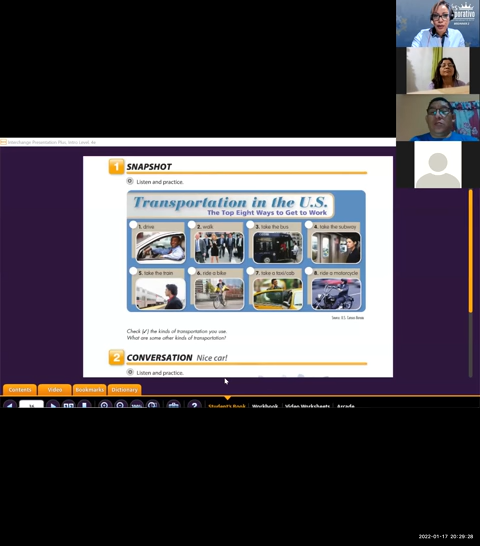 Interchange Presentation Plus, Intro Level, 4e
1 SNAPSHOT
Listen and practice.
Transportation in the U.S.
The Top Eight Ways to Get to Work
1. drive
2. walk
3. take the bus
4. take the subway
5. take the train
6. ride a bike
7. take a taxi/cab
8. ride a motorcycle
Source: U.S. Census Bureau
Check (✓) the kinds of transportation you use.
What are some other kinds of transportation?
2 CONVERSATION Nice car!
Listen and practice.
Contents Video Bookmarks Dictionary
Student's Book Workbook Video Worksheets Arcade
2022-01-17 20:29:28